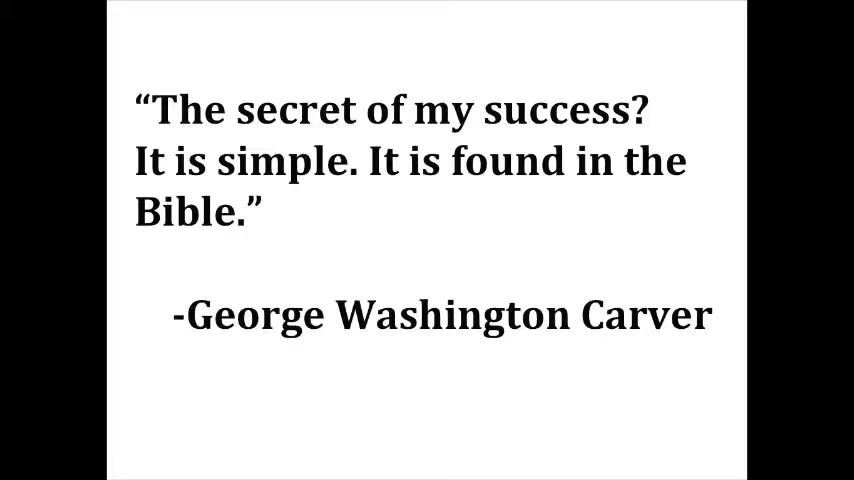 “The secret of my success?
It is simple. It is found in the
Bible.”
-George Washington Carver